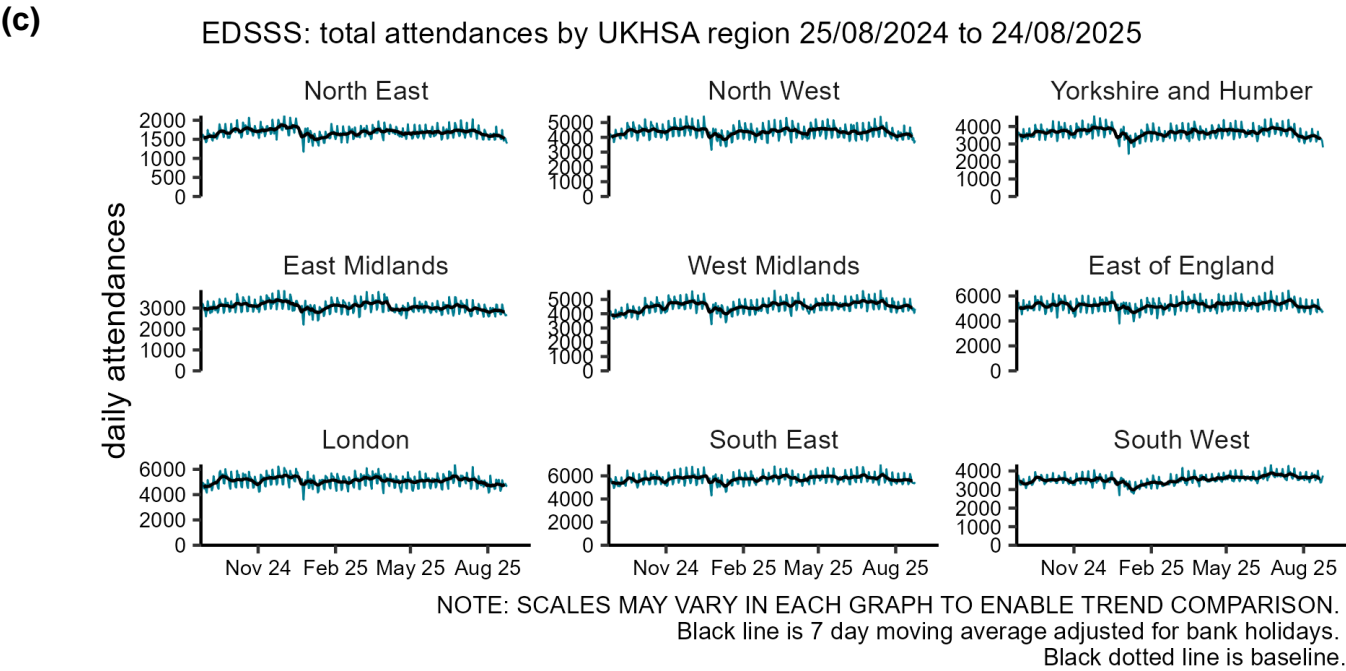 (c)
EDSSS: total attendances by UKHSA region 25/08/2024 to 24/08/2025
daily attendances
North East
2000
1500
1000
500
0
North West
5000
4000
3000
2000
1000
0
Yorkshire and Humber
4000
3000
2000
1000
0
East Midlands
3000
2000
1000
0
West Midlands
5000
4000
3000
2000
1000
0
East of England
6000
4000
2000
0
London
6000
4000
2000
0
Nov 24 Feb 25 May 25 Aug 25
South East
6000
4000
2000
0
Nov 24 Feb 25 May 25 Aug 25
South West
4000
3000
2000
1000
0
Nov 24 Feb 25 May 25 Aug 25
NOTE: SCALES MAY VARY IN EACH GRAPH TO ENABLE TREND COMPARISON.
Black line is 7 day moving average adjusted for bank holidays.
Black dotted line is baseline.